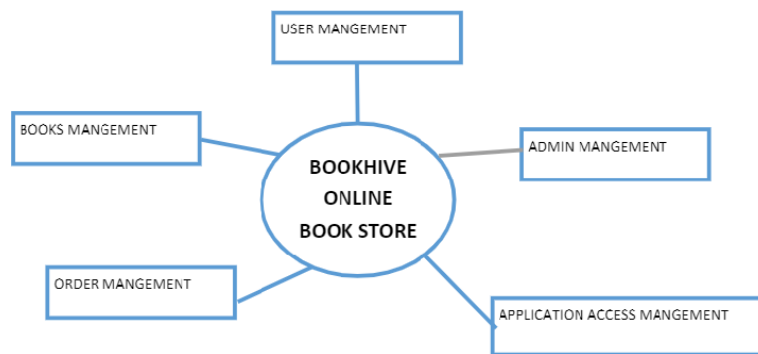 USER MANGEMENT
BOOKS MANGEMENT
ADMIN MANGEMENT
BOOKHIVE
ONLINE
BOOK STORE
ORDER MANGEMENT
APPLICATION ACCESS MANGEMENT